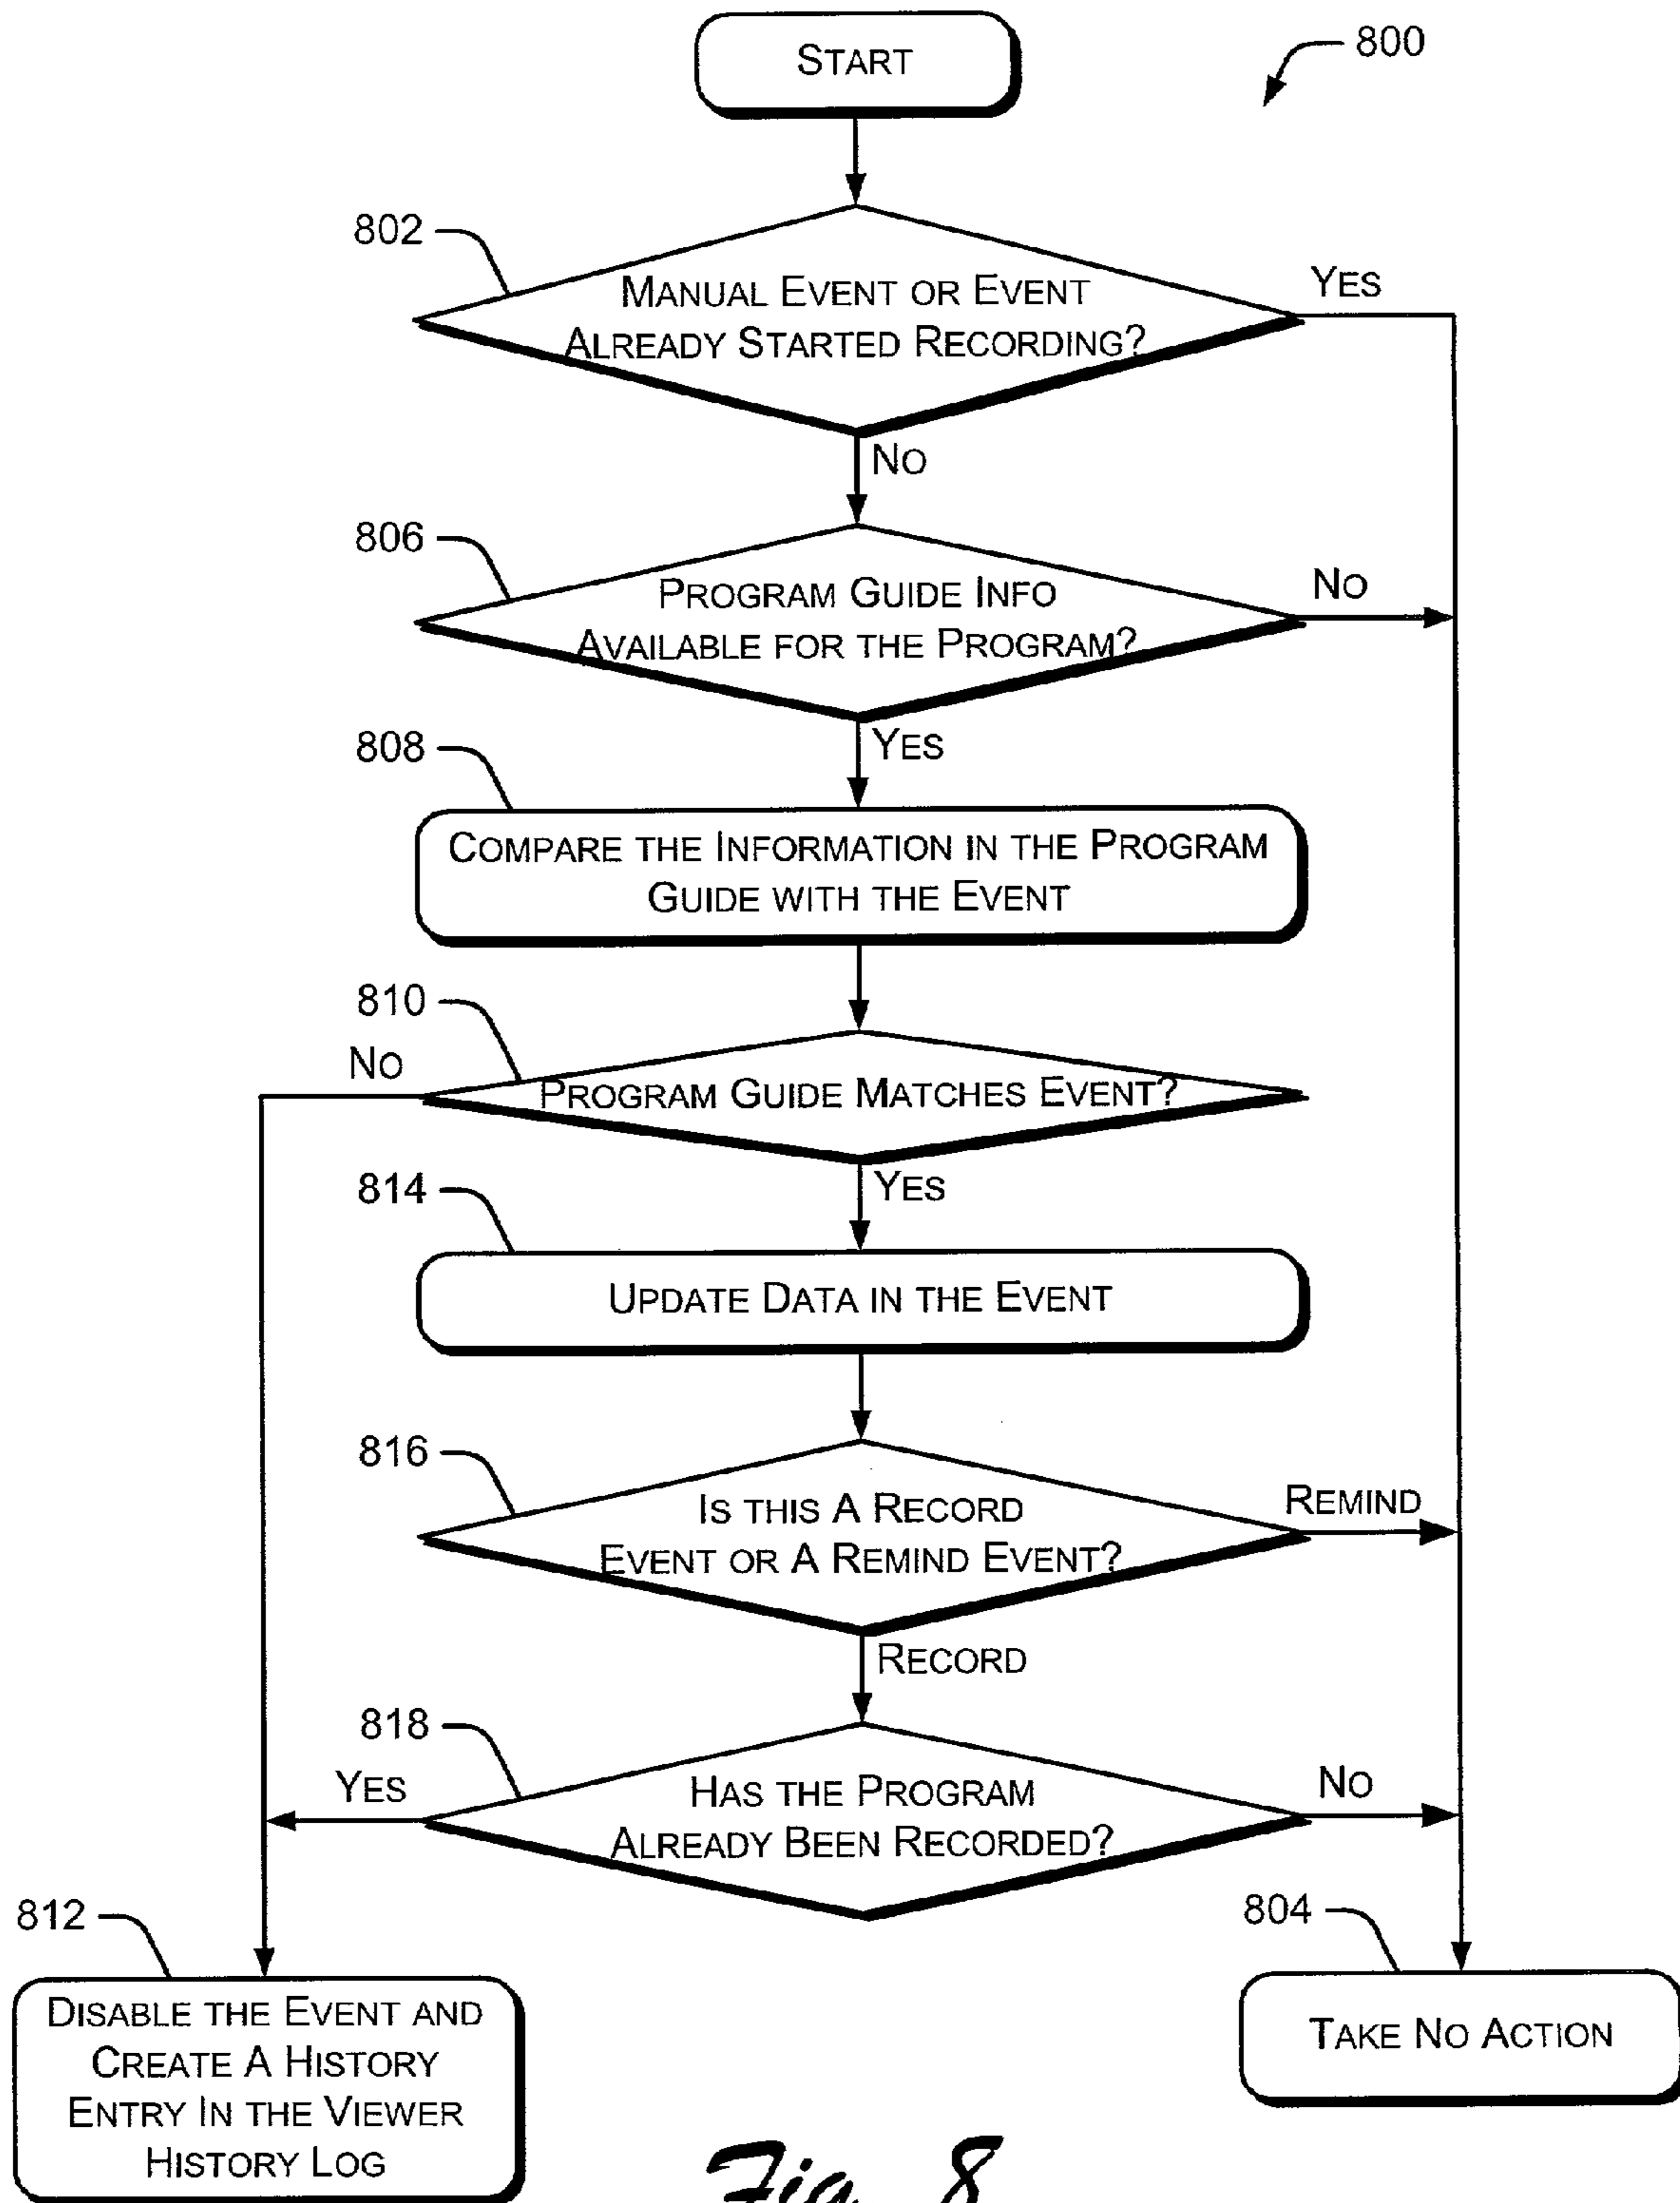 START
800
802
MANUAL EVENT OR EVENT
ALREADY STARTED RECORDING?
YES
NO
806
PROGRAM GUIDE INFO
AVAILABLE FOR THE PROGRAM?
NO
YES
808
COMPARE THE INFORMATION IN THE PROGRAM
GUIDE WITH THE EVENT
810
NO
PROGRAM GUIDE MATCHES EVENT?
YES
814
UPDATE DATA IN THE EVENT
816
IS THIS A RECORD
EVENT OR A REMIND EVENT?
REMIND
RECORD
818
YES
HAS THE PROGRAM
ALREADY BEEN RECORDED?
NO
812
DISABLE THE EVENT AND
CREATE A HISTORY
ENTRY IN THE VIEWER
HISTORY LOG
804
TAKE NO ACTION
Fig. 8